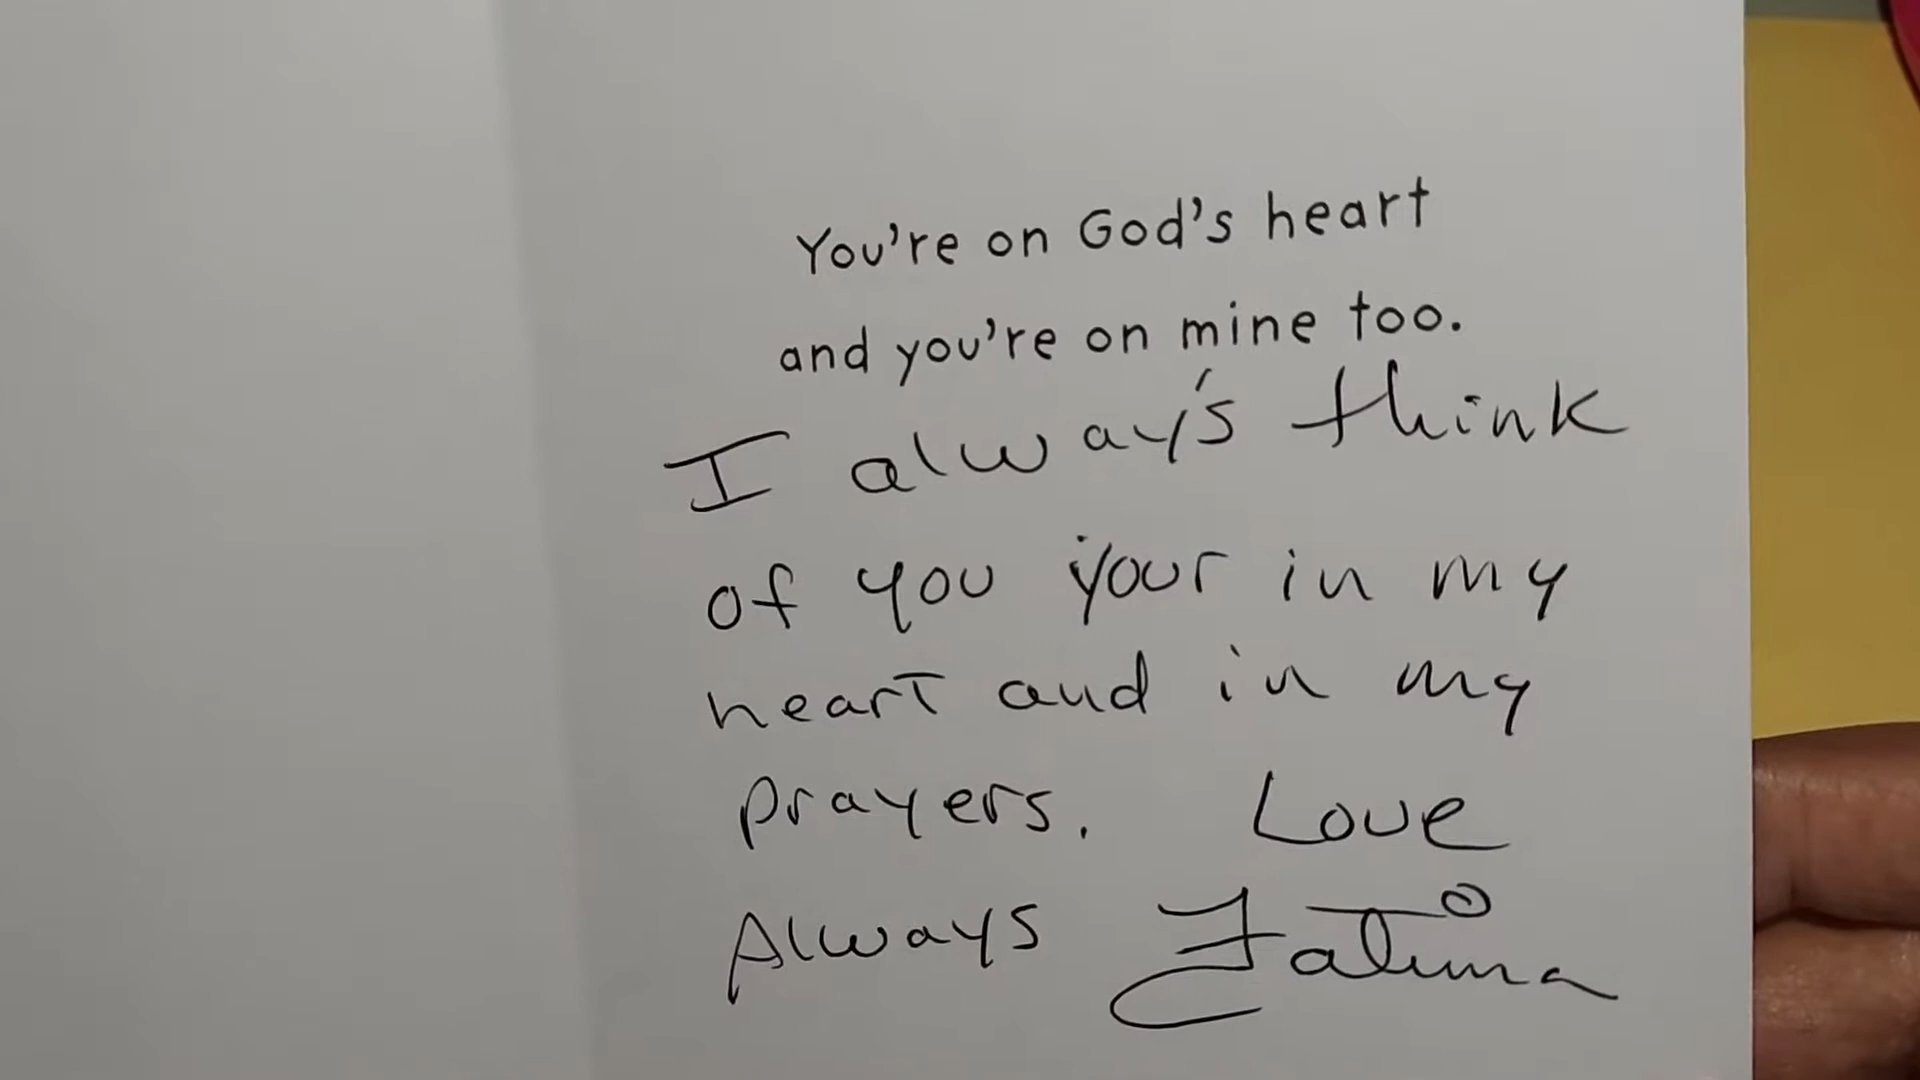 You're on God's heart
and you're on mine too.
I alway's think
of you your in my
heart and in my
prayers. Love
Always Fatima